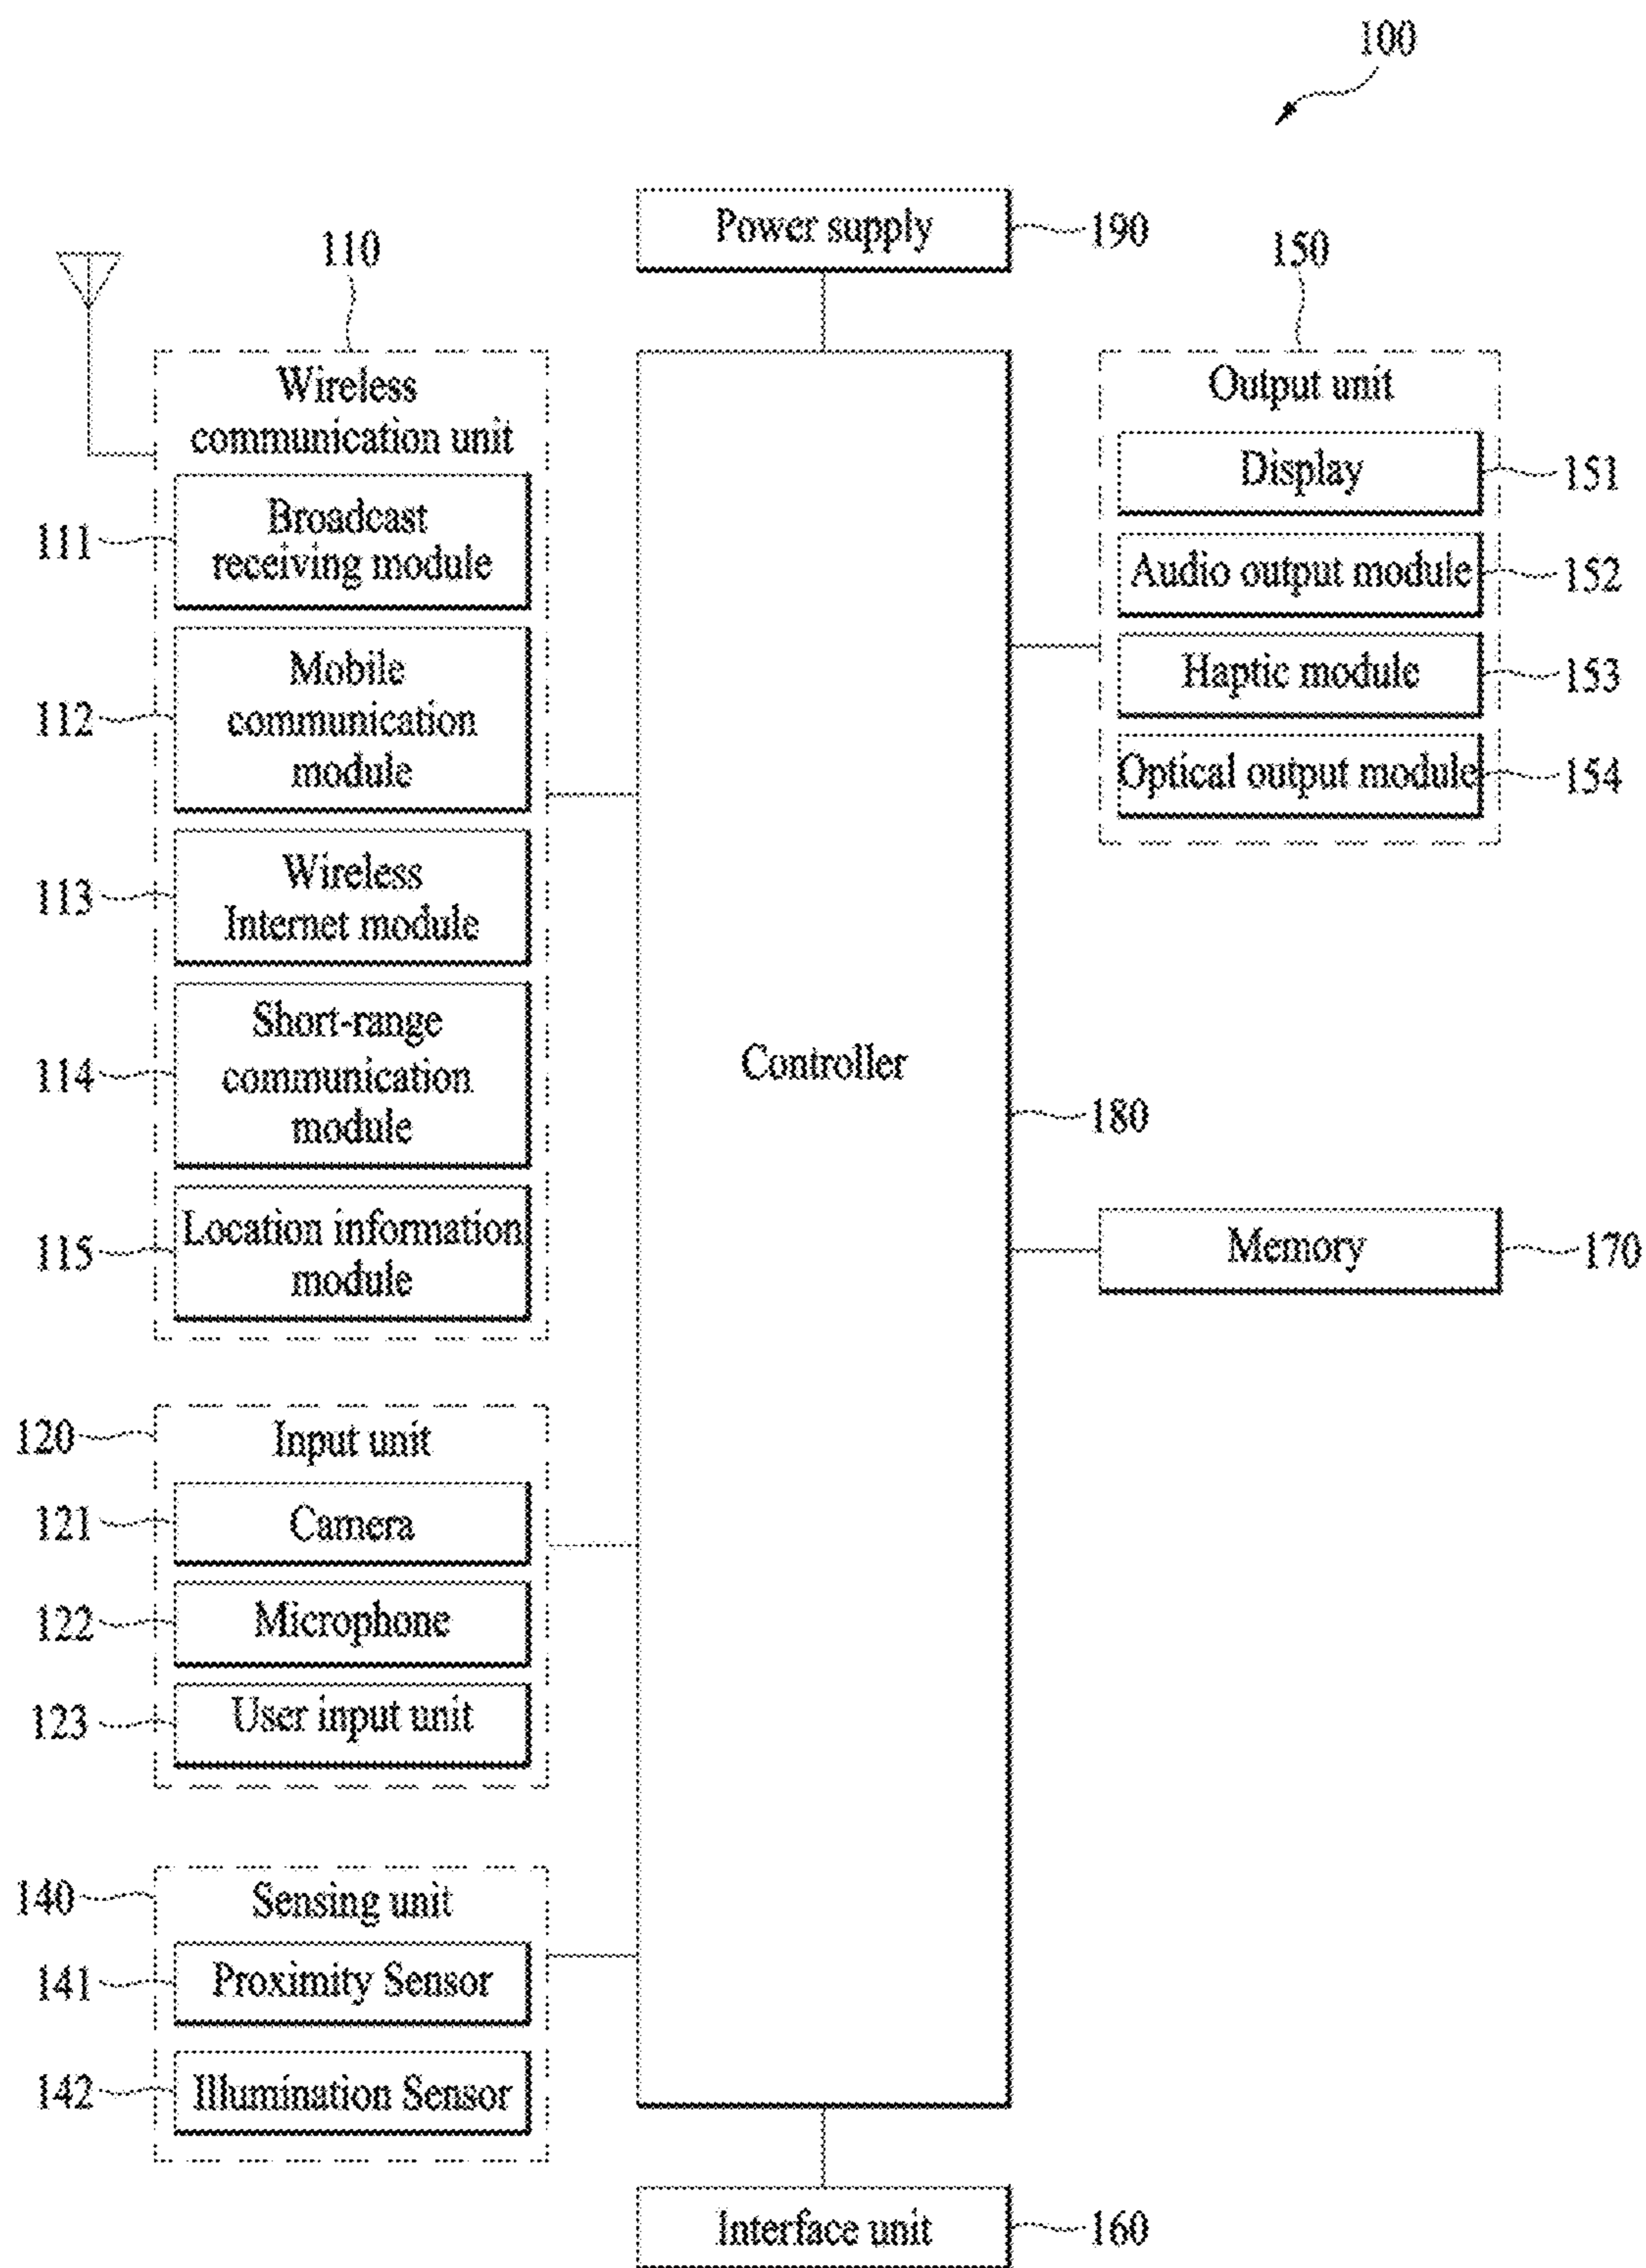 100
Power supply
190
110
Wireless
communication unit
111
Broadcast
receiving module
112
Mobile
communication
module
113
Wireless
Internet module
114
Short-range
communication
module
115
Location information
module
120
Input unit
121
Camera
122
Microphone
123
User input unit
140
Sensing unit
141
Proximity Sensor
142
Illumination Sensor
Controller
180
150
Output unit
Display
151
Audio output module
152
Haptic module
153
Optical output module
154
Memory
170
Interface unit
160